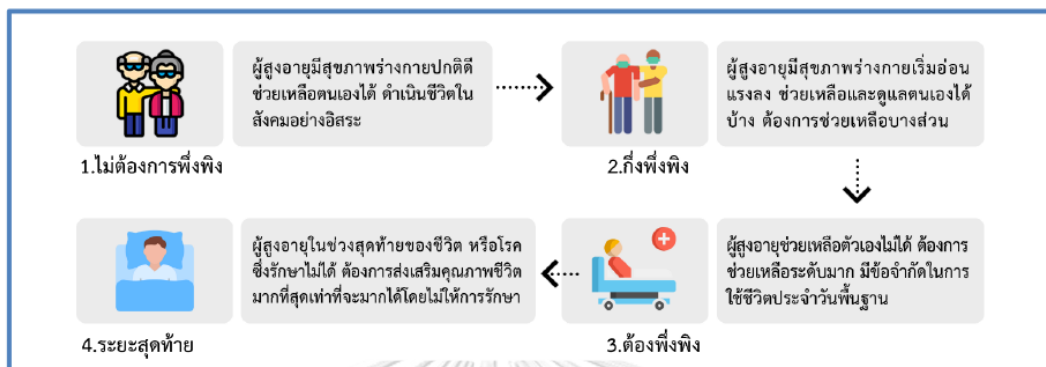 ผู้สูงอายุมีสุขภาพร่างกายปกติดี
ช่วยเหลือตนเองได้ ดำเนินชีวิตใน
สังคมอย่างอิสระ
1.ไม่ต้องการพึ่งพิง
ผู้สูงอายุมีสุขภาพร่างกายเริ่มอ่อน
แรงลง ช่วยเหลือและดูแลตนเองได้
บ้าง ต้องการช่วยเหลือบางส่วน
2.กึ่งพึ่งพิง
ผู้สูงอายุช่วยเหลือตัวเองไม่ได้ ต้องการ
ช่วยเหลือระดับมาก มีข้อจำกัดในการ
ใช้ชีวิตประจำวันพื้นฐาน
3.ต้องพึ่งพิง
ผู้สูงอายุในช่วงสุดท้ายของชีวิต หรือโรค
ซึ่งรักษาไม่ได้ ต้องการส่งเสริมคุณภาพชีวิต
มากที่สุดเท่าที่จะมากได้โดยไม่ให้การรักษา
4.ระยะสุดท้าย